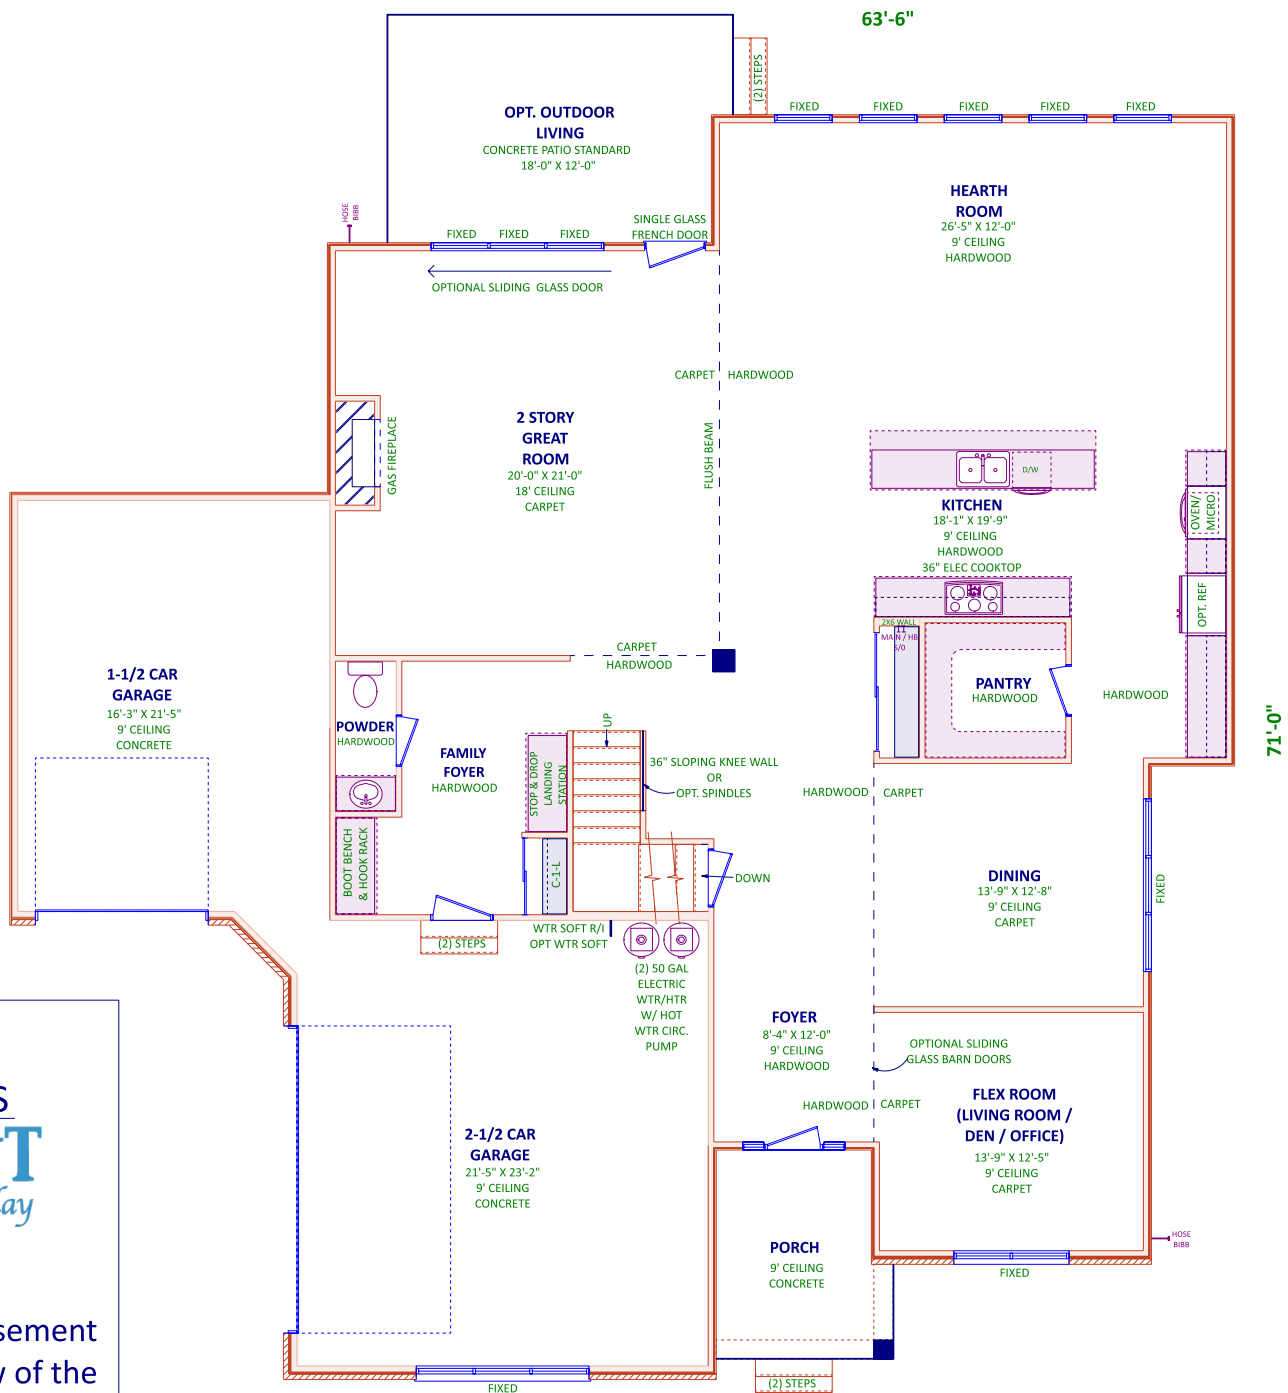 63'-6"
(2) STEPS
OPT. OUTDOOR
LIVING
CONCRETE PATIO STANDARD
18'-0" X 12'-0"
FIXED FIXED FIXED FIXED FIXED
HEARTH
ROOM
26'-5" X 12'-0"
9' CEILING
HARDWOOD
HOSE
BIBB
FIXED FIXED FIXED
SINGLE GLASS
FRENCH DOOR
OPTIONAL SLIDING GLASS DOOR
CARPET HARDWOOD
FLUSH BEAM
GAS FIREPLACE
2 STORY
GREAT
ROOM
20'-0" X 21'-0"
18' CEILING
CARPET
D/W
KITCHEN
18'-1" X 19'-9"
9' CEILING
HARDWOOD
36" ELEC COOKTOP
OVEN/
MICRO
OPT. REF
2X6 WALL
MAIN / HB
PANTRY
HARDWOOD
HARDWOOD
CARPET
HARDWOOD
1-1/2 CAR
GARAGE
16'-3" X 21'-5"
9' CEILING
CONCRETE
71'-0"
POWDER
HARDWOOD
FAMILY
FOYER
HARDWOOD
STOP & DROP
LANDING
STATION
UP
36" SLOPING KNEE WALL
OR
OPT. SPINDLES
HARDWOOD CARPET
BOOT BENCH
& HOOK RACK
C-1-L
DOWN
DINING
13'-9" X 12'-8"
9' CEILING
CARPET
FIXED
(2) STEPS
WTR SOFT R/I
OPT WTR SOFT
(2) 50 GAL
ELECTRIC
WTR/HTR
W/ HOT
WTR CIRC.
PUMP
FOYER
8'-4" X 12'-0"
9' CEILING
HARDWOOD
OPTIONAL SLIDING
GLASS BARN DOORS
HARDWOOD CARPET
FLEX ROOM
(LIVING ROOM /
DEN / OFFICE)
13'-9" X 12'-5"
9' CEILING
CARPET
2-1/2 CAR
GARAGE
21'-5" X 23'-2"
9' CEILING
CONCRETE
PORCH
9' CEILING
CONCRETE
HOSE
BIBB
FIXED
FIXED
(2) STEPS
S
T
lay
sement
of the